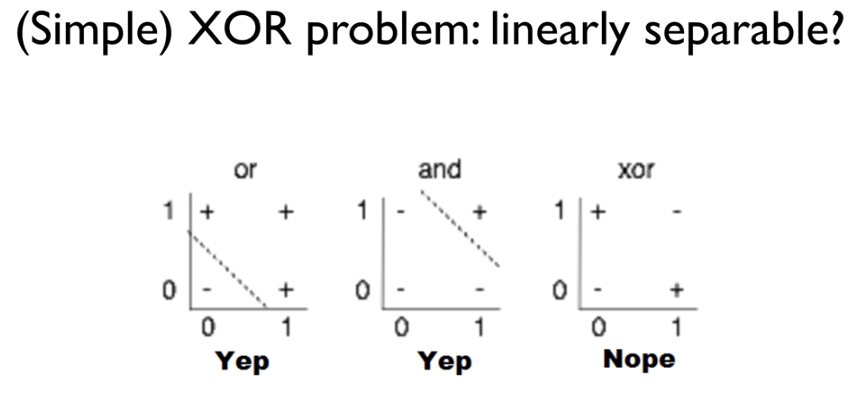 (Simple) XOR problem: linearly separable?
or and xor
1 + + 1 - + 1 + -
0 - + 0 - - 0 - +
0 1 0 1 0 1
Yep Yep Nope